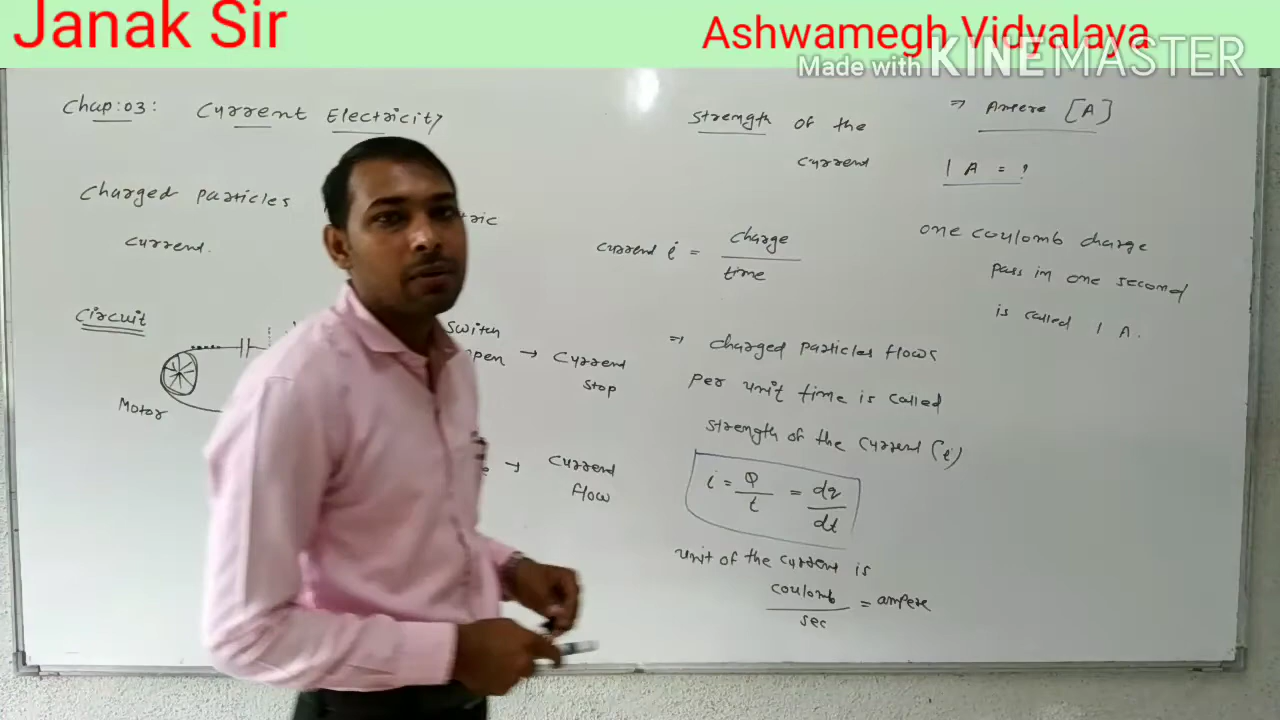 Janak Sir
Ashwamegh Vidyalaya
Made with KINEMASTER
Chap:03: Current Electricity
Charged particles
tric
current.
Circuit
Motor
Switch
pen → Current
stop
→ Current
flow
Strength of the
current
current i = charge
time
⇒ charged particles flows
per unit time is called
strength of the current (i)
i = Q/t = dq/dt
unit of the current is
coulomb/sec = ampere
⇒ Ampere [A]
1 A = ?
one coulomb charge
pass in one second
is called 1 A.